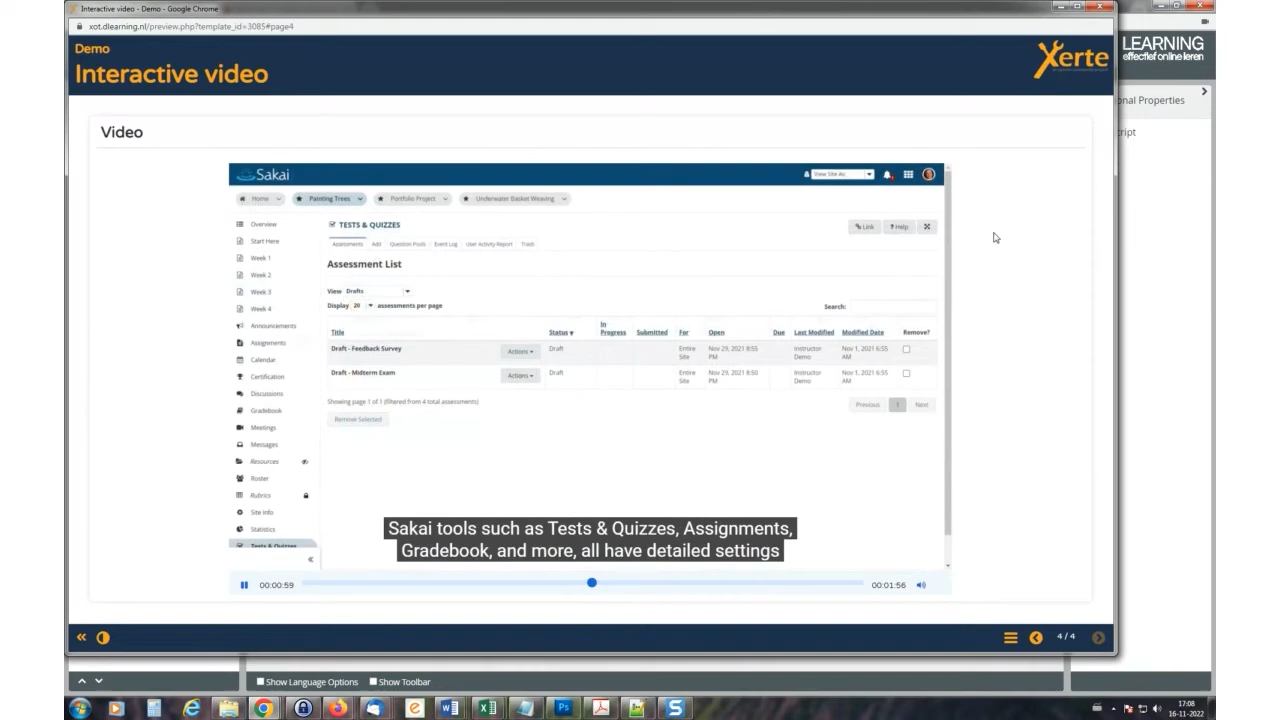 Interactive video - Demo - Google Chrome
xot.dlearning.nl/preview.php?template_id=3085#page4
Demo
Interactive video
Xerte
LEARNING
effectief online leren
onal Properties
ript
Video
Sakai
View Site As
Home
Painting Trees
Portfolio Project
Underwater Basket Weaving
Overview
Start Here
Week 1
Week 2
Week 3
Week 4
Announcements
Assignments
Calendar
Certification
Discussions
Gradebook
Meetings
Messages
Resources
Roster
Rubrics
Site Info
Statistics
Tests & Quizzes
TESTS & QUIZZES
Link ? Help
Assessments Add Question Pools Event Log User Activity Report Trash
Assessment List
View Drafts
Display 20 assessments per page
Search:
Title Status In Progress Submitted For Open Due Last Modified Modified Date Remove?
Draft - Feedback Survey Actions Draft Entire Site Nov 29, 2021 8:55 PM Instructor Demo Nov 1, 2021 6:55 AM
Draft - Midterm Exam Actions Draft Entire Site Nov 29, 2021 8:50 PM Instructor Demo Nov 1, 2021 6:55 AM
Showing page 1 of 1 (filtered from 4 total assessments)
Previous 1 Next
Remove Selected
Sakai tools such as Tests & Quizzes, Assignments,
Gradebook, and more, all have detailed settings
00:00:59
00:01:56
4 / 4
Show Language Options Show Toolbar
17:08
16-11-2022